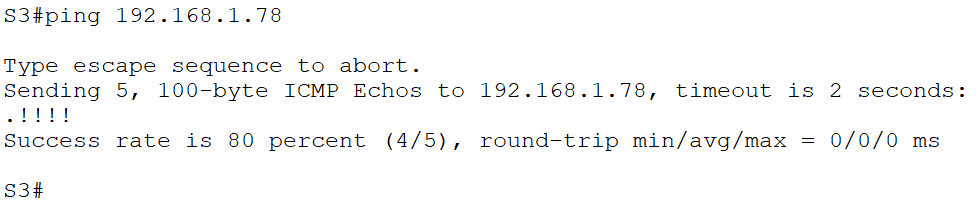 S3#ping 192.168.1.78
Type escape sequence to abort.
Sending 5, 100-byte ICMP Echos to 192.168.1.78, timeout is 2 seconds:
.!!!!
Success rate is 80 percent (4/5), round-trip min/avg/max = 0/0/0 ms
S3#